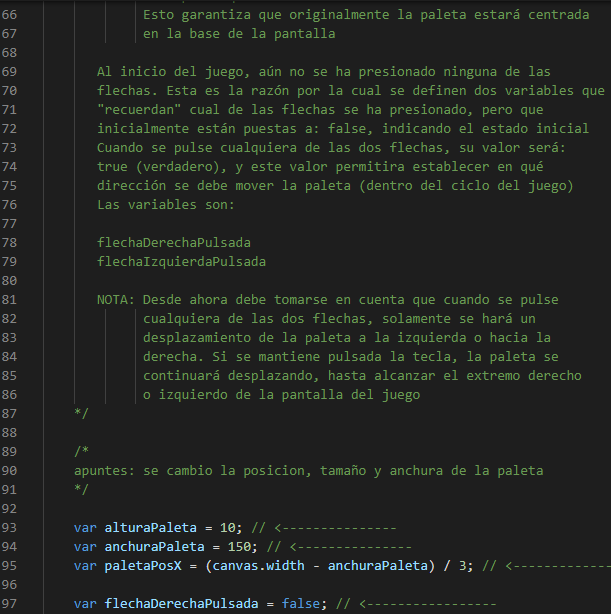 66 Esto garantiza que originalmente la paleta estará centrada
67 en la base de la pantalla
68
69 Al inicio del juego, aún no se ha presionado ninguna de las
70 flechas. Esta es la razón por la cual se definen dos variables que
71 "recuerdan" cual de las flechas se ha presionado, pero que
72 inicialmente están puestas a: false, indicando el estado inicial
73 Cuando se pulse cualquiera de las dos flechas, su valor será:
74 true (verdadero), y este valor permitira establecer en qué
75 dirección se debe mover la paleta (dentro del ciclo del juego)
76 Las variables son:
77
78 flechaDerechaPulsada
79 flechaIzquierdaPulsada
80
81 NOTA: Desde ahora debe tomarse en cuenta que cuando se pulse
82 cualquiera de las dos flechas, solamente se hará un
83 desplazamiento de la paleta a la izquierda o hacia la
84 derecha. Si se mantiene pulsada la tecla, la paleta se
85 continuará desplazando, hasta alcanzar el extremo derecho
86 o izquierdo de la pantalla del juego
87 */
88
89 /*
90 apuntes: se cambio la posicion, tamaño y anchura de la paleta
91 */
92
93 var alturaPaleta = 10; // <---------------
94 var anchuraPaleta = 150; // <---------------
95 var paletaPosX = (canvas.width - anchuraPaleta) / 3; // <-------------
96
97 var flechaDerechaPulsada = false; // <-----------------